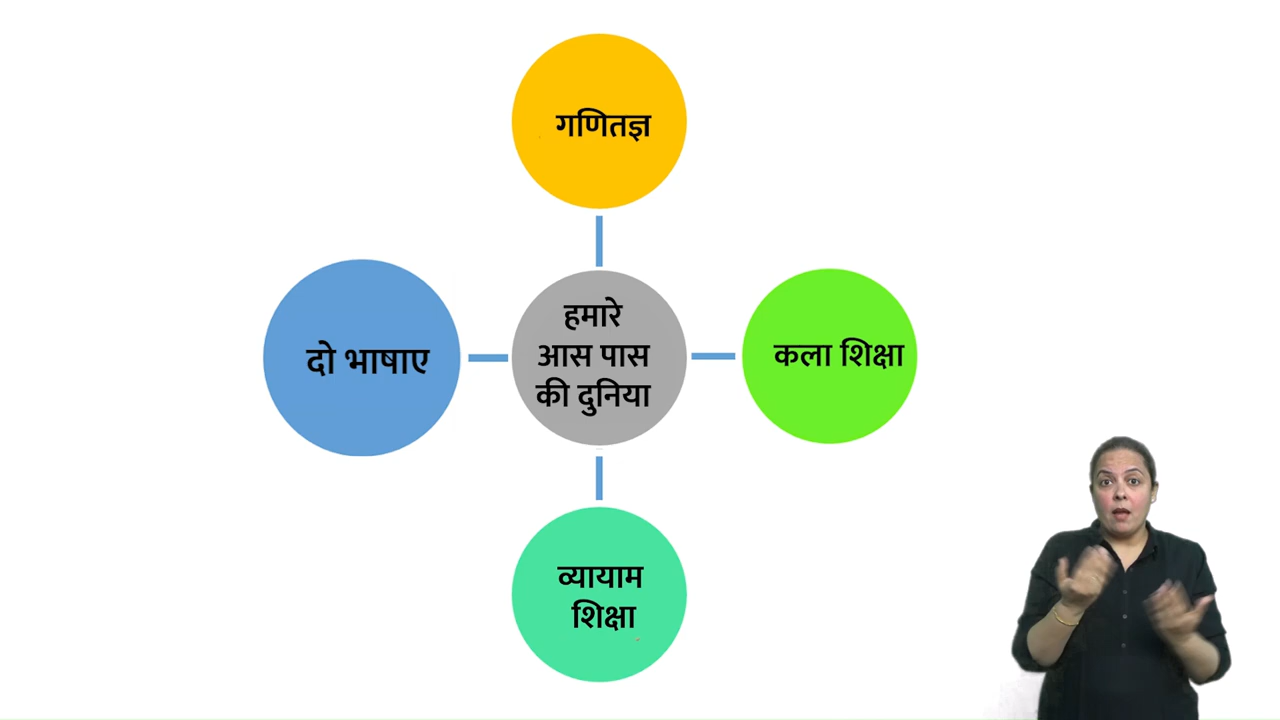 गणितज्ञ
दो भाषाए
हमारे
आस पास
की दुनिया
कला शिक्षा
व्यायाम
शिक्षा